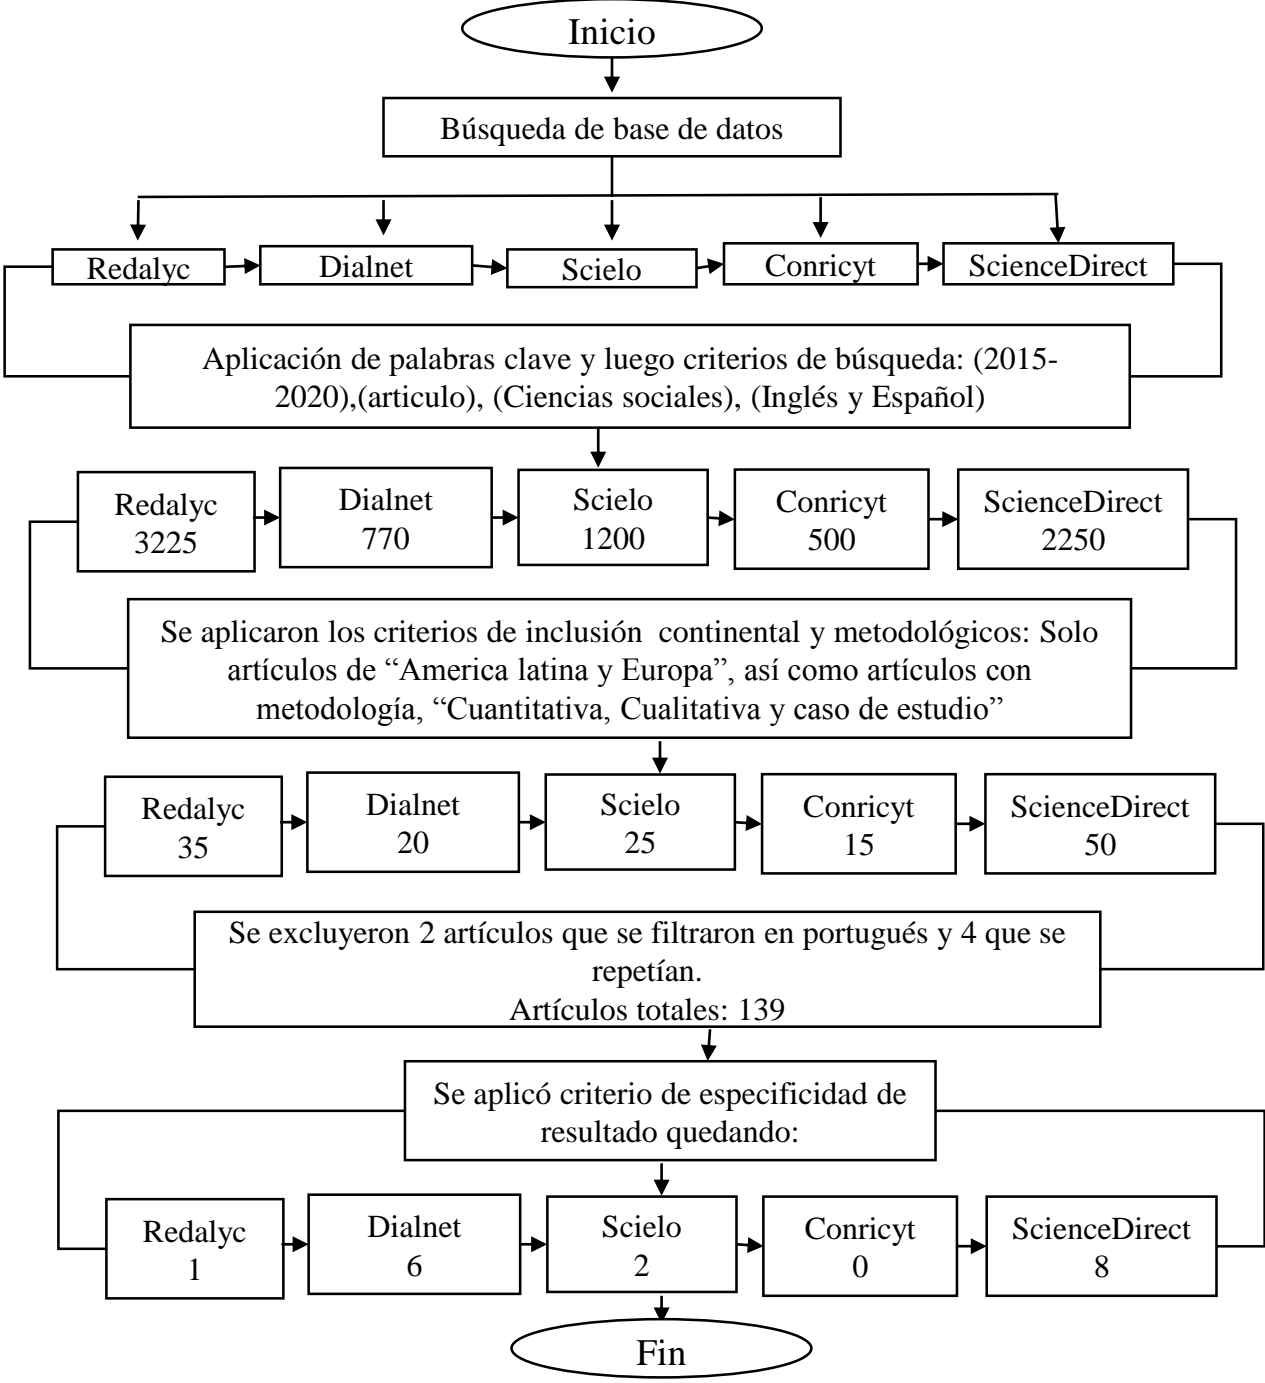 Inicio
Búsqueda de base de datos
Redalyc
Dialnet
Scielo
Conricyt
ScienceDirect
Aplicación de palabras clave y luego criterios de búsqueda: (2015-
2020),(articulo), (Ciencias sociales), (Inglés y Español)
Redalyc
3225
Dialnet
770
Scielo
1200
Conricyt
500
ScienceDirect
2250
Se aplicaron los criterios de inclusión  continental y metodológicos: Solo
artículos de “America latina y Europa”, así como artículos con
metodología, “Cuantitativa, Cualitativa y caso de estudio”
Redalyc
35
Dialnet
20
Scielo
25
Conricyt
15
ScienceDirect
50
Se excluyeron 2 artículos que se filtraron en portugués y 4 que se
repetían.
Artículos totales: 139
Se aplicó criterio de especificidad de
resultado quedando:
Redalyc
1
Dialnet
6
Scielo
2
Conricyt
0
ScienceDirect
8
Fin